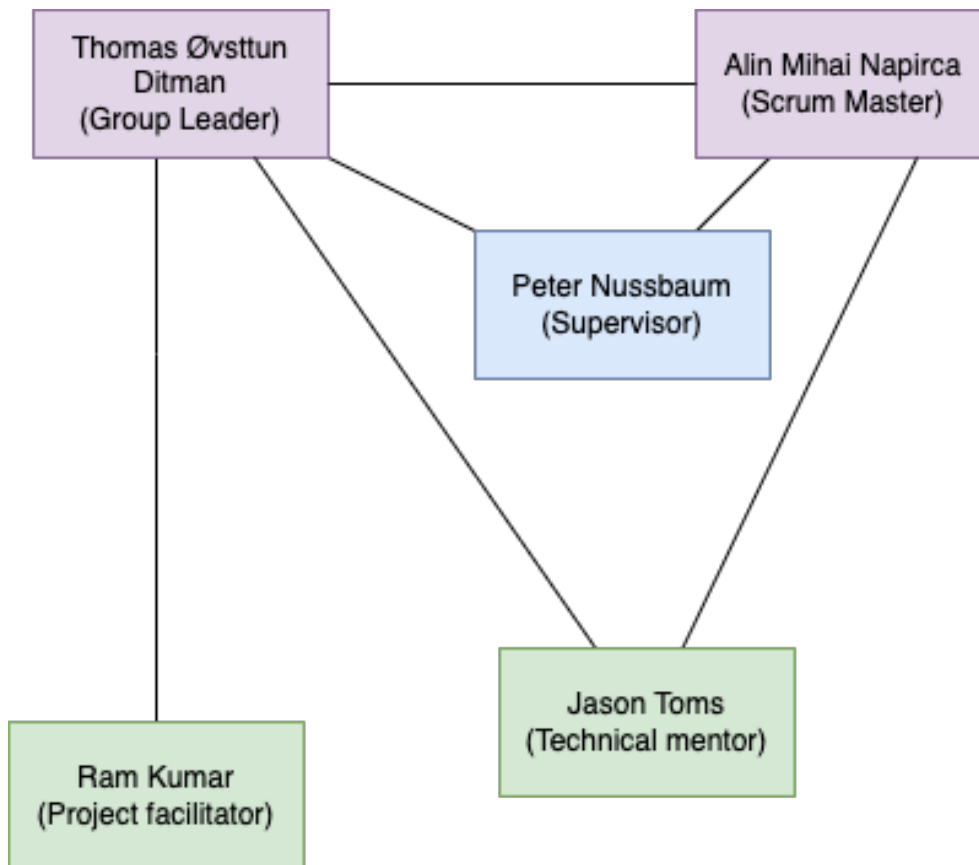 Thomas Øvsttun
Ditman
(Group Leader)
Alin Mihai Napirca
(Scrum Master)
Peter Nussbaum
(Supervisor)
Jason Toms
(Technical mentor)
Ram Kumar
(Project facilitator)